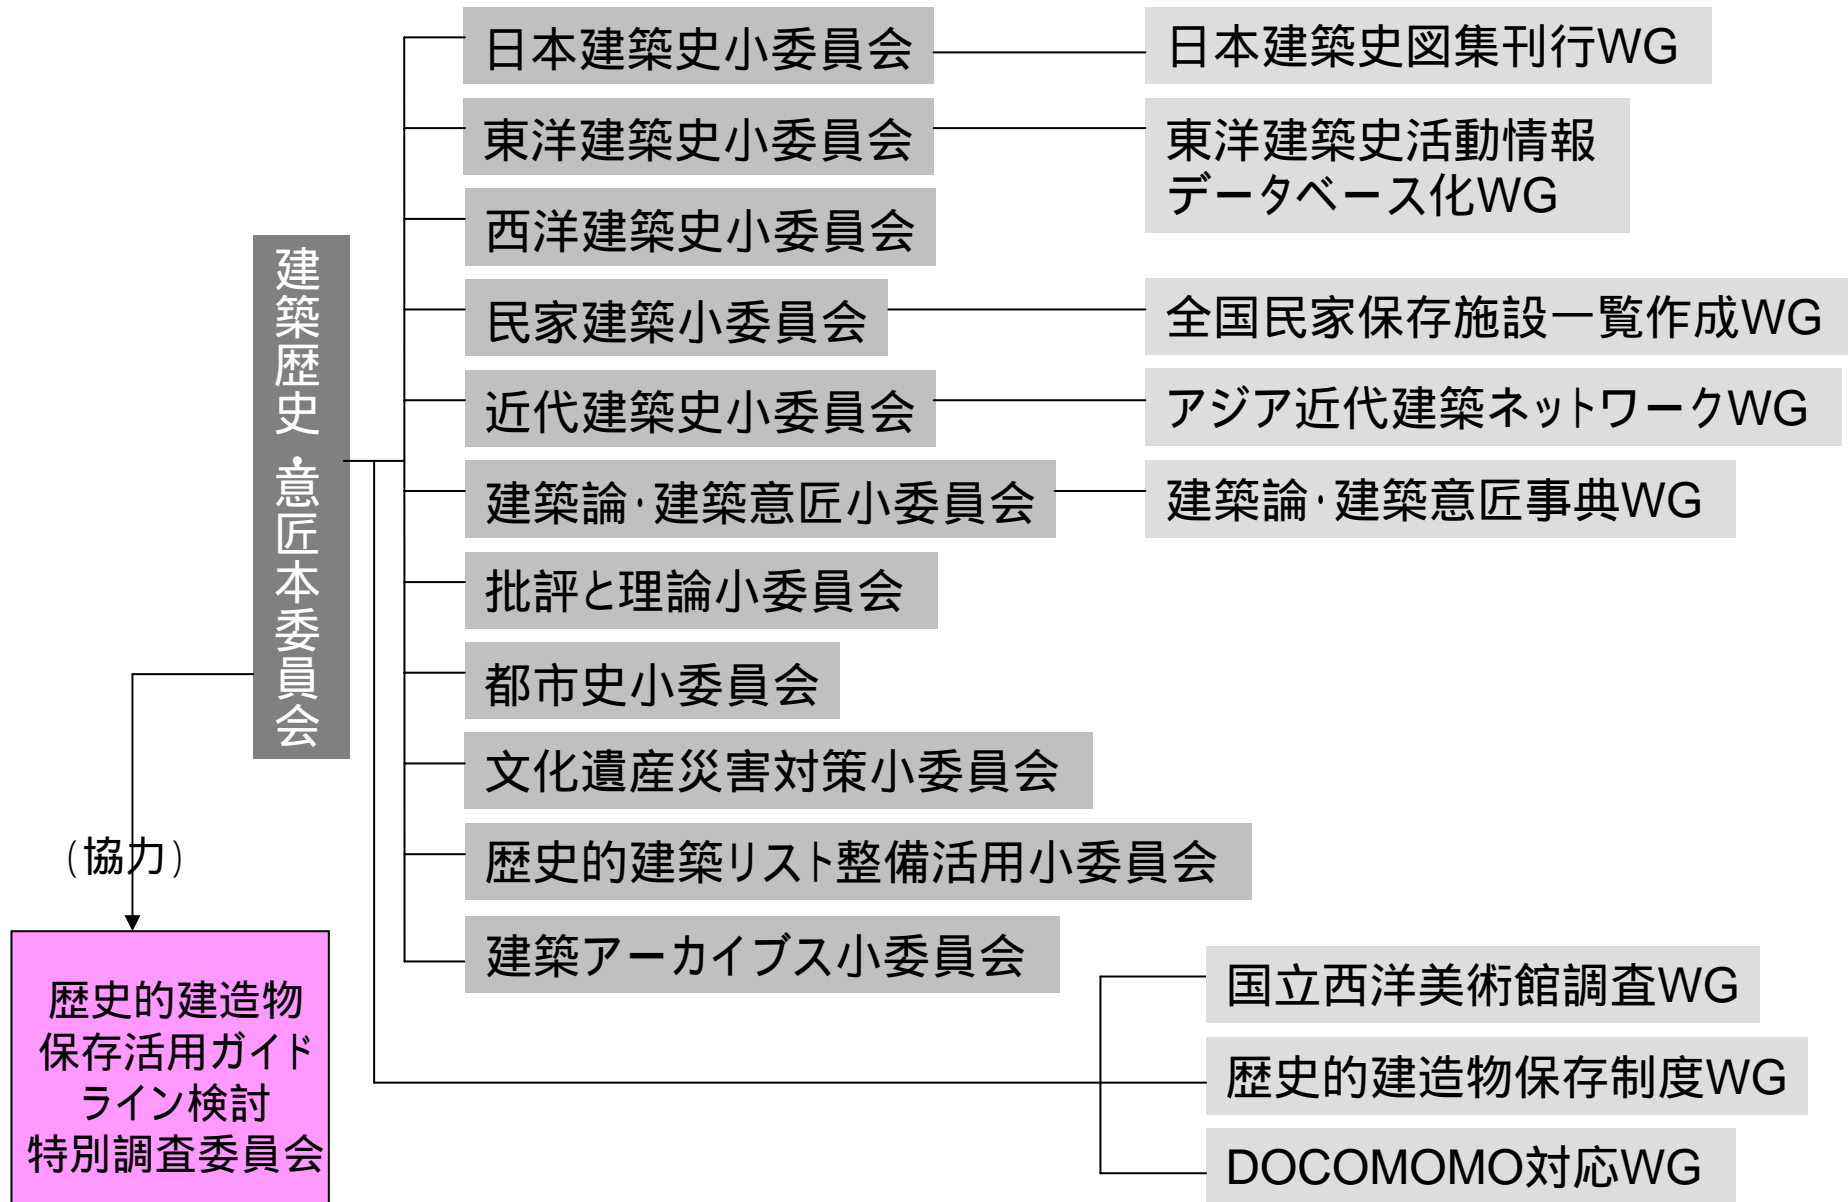 建築歴史・意匠本委員会
日本建築史小委員会
日本建築史図集刊行WG
東洋建築史小委員会
東洋建築史活動情報
データベース化WG
西洋建築史小委員会
民家建築小委員会
全国民家保存施設一覧作成WG
近代建築史小委員会
アジア近代建築ネットワークWG
建築論・建築意匠小委員会
建築論・建築意匠事典WG
批評と理論小委員会
都市史小委員会
文化遺産災害対策小委員会
歴史的建築リスト整備活用小委員会
建築アーカイブス小委員会
国立西洋美術館調査WG
歴史的建造物保存制度WG
DOCOMOMO対応WG
(協力)
歴史的建造物
保存活用ガイド
ライン検討
特別調査委員会